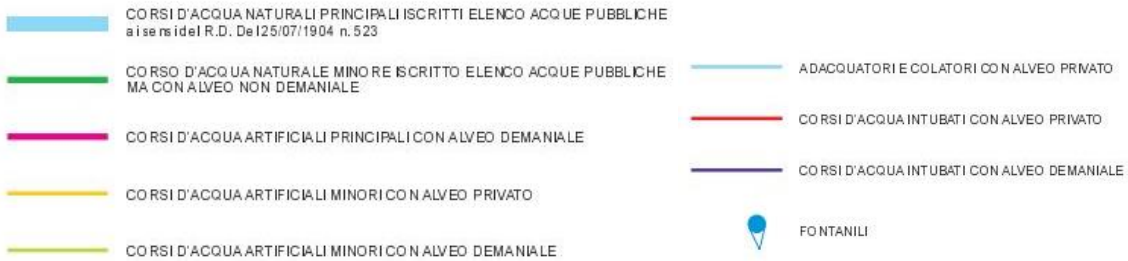 CORSI D'ACQUA NATURALI PRINCIPALI ISCRITTI ELENCO ACQUE PUBBLICHE
ai sensi del R.D. Del 25/07/1904 n. 523
CORSO D'ACQUA NATURALE MINORE ISCRITTO ELENCO ACQUE PUBBLICHE
MA CON ALVEO NON DEMANIALE
CORSI D'ACQUA ARTIFICIALI PRINCIPALI CON ALVEO DEMANIALE
CORSI D'ACQUA ARTIFICIALI MINORI CON ALVEO PRIVATO
CORSI D'ACQUA ARTIFICIALI MINORI CON ALVEO DEMANIALE
ADACQUATORI E COLATORI CON ALVEO PRIVATO
CORSI D'ACQUA INTUBATI CON ALVEO PRIVATO
CORSI D'ACQUA INTUBATI CON ALVEO DEMANIALE
FONTANILI